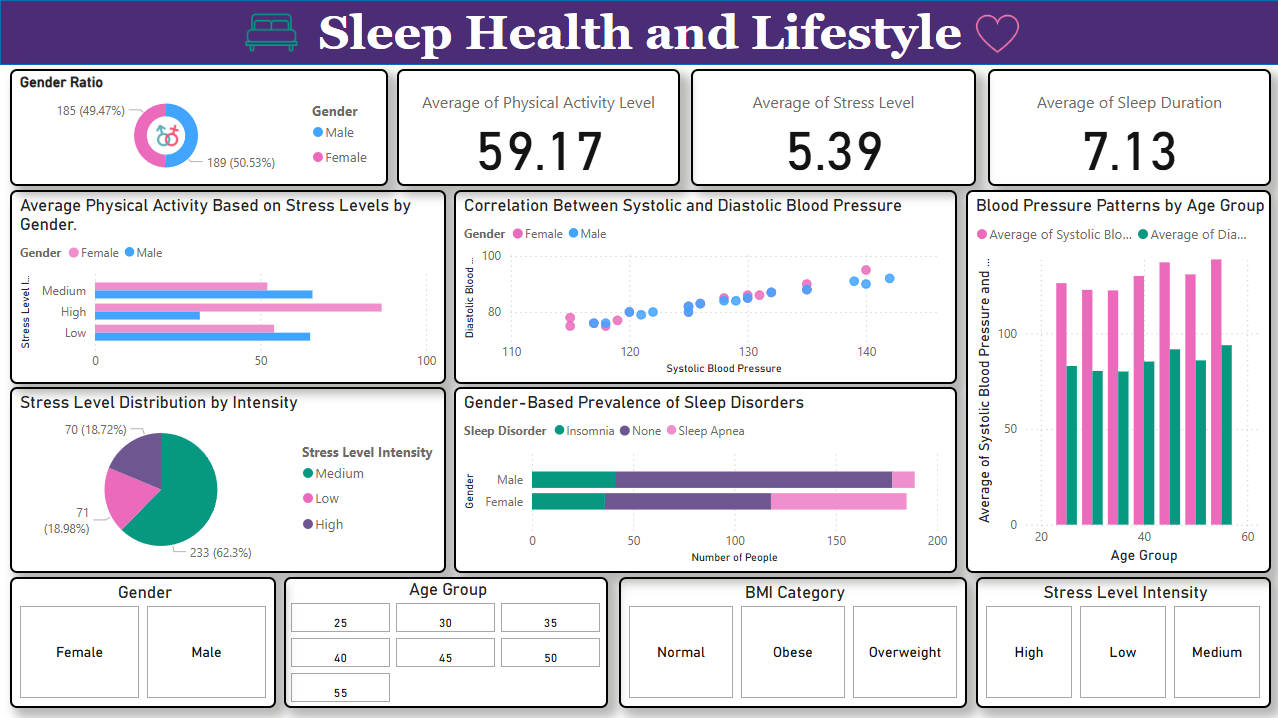 Sleep Health and Lifestyle
Gender Ratio
185 (49.47%)
189 (50.53%)
Gender
Male
Female
Average of Physical Activity Level
59.17
Average of Stress Level
5.39
Average of Sleep Duration
7.13
Average Physical Activity Based on Stress Levels by
Gender.
Gender Female Male
Stress Level I...
Medium
High
Low
0 50 100
Correlation Between Systolic and Diastolic Blood Pressure
Gender Female Male
Diastolic Blood ...
100
80
110 120 130 140
Systolic Blood Pressure
Blood Pressure Patterns by Age Group
Average of Systolic Blo... Average of Dia...
Average of Systolic Blood Pressure and ...
100
50
0
20 40 60
Age Group
Stress Level Distribution by Intensity
70 (18.72%)
71
(18.98%)
233 (62.3%)
Stress Level Intensity
Medium
Low
High
Gender-Based Prevalence of Sleep Disorders
Sleep Disorder Insomnia None Sleep Apnea
Gender
Male
Female
0 50 100 150 200
Number of People
Gender
Female Male
Age Group
25 30 35
40 45 50
55
BMI Category
Normal Obese Overweight
Stress Level Intensity
High Low Medium